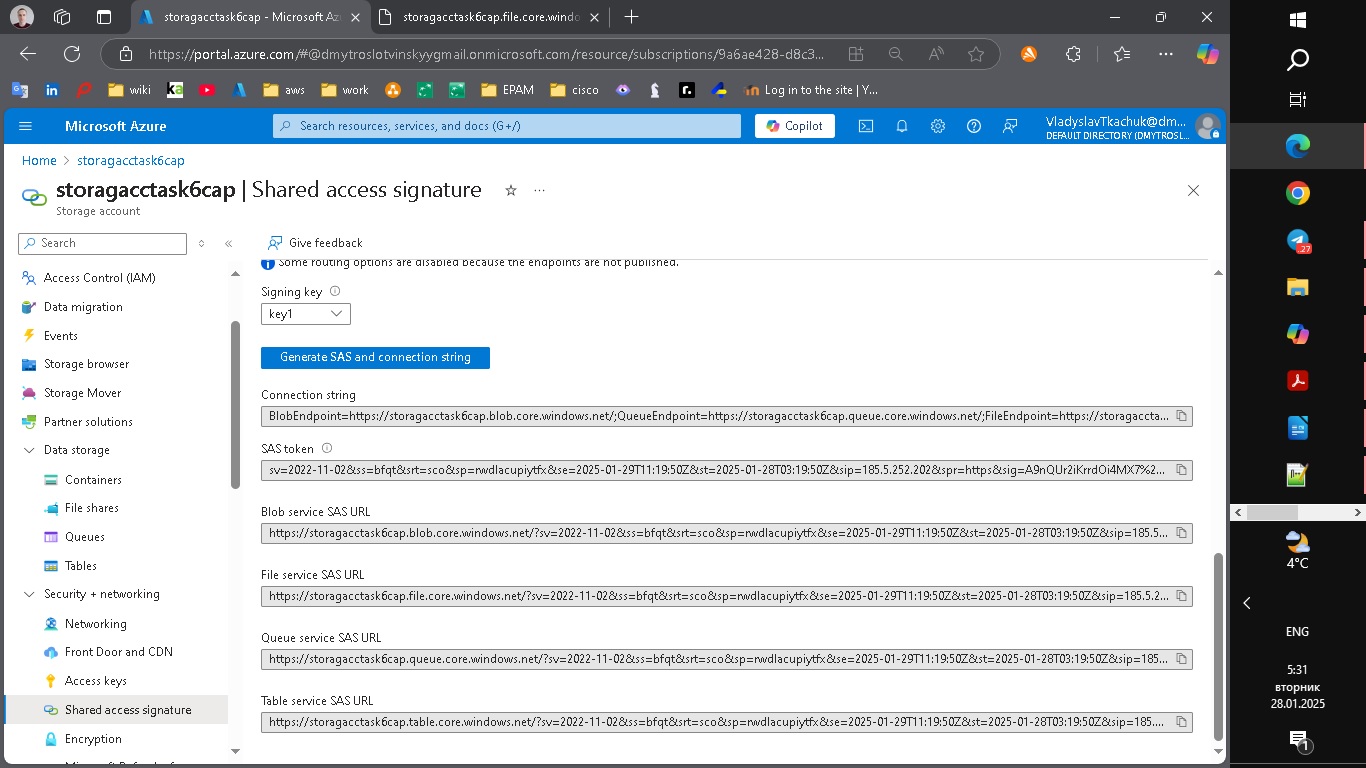 storagacctask6cap - Microsoft Az
storagacctask6cap.file.core.windo
https://portal.azure.com/#@dmytroslotvinskyygmail.onmicrosoft.com/resource/subscriptions/9a6ae428-d8c3...
wiki
aws
work
EPAM
cisco
Log in to the site | Y...
Microsoft Azure
Search resources, services, and docs (G+/)
Copilot
VladyslavTkachuk@dm...
DEFAULT DIRECTORY (DMYTROSL...
Home > storagacctask6cap
storagacctask6cap | Shared access signature
Storage account
Search
Give feedback
Access Control (IAM)
Data migration
Events
Storage browser
Storage Mover
Partner solutions
Data storage
Containers
File shares
Queues
Tables
Security + networking
Networking
Front Door and CDN
Access keys
Shared access signature
Encryption
Some routing options are disabled because the endpoints are not published.
Signing key
key1
Generate SAS and connection string
Connection string
BlobEndpoint=https://storagacctask6cap.blob.core.windows.net/;QueueEndpoint=https://storagacctask6cap.queue.core.windows.net/;FileEndpoint=https://storagaccta...
SAS token
sv=2022-11-02&ss=bfqt&srt=sco&sp=rwdlacupiytfx&se=2025-01-29T11:19:50Z&st=2025-01-28T03:19:50Z&sip=185.5.252.202&spr=https&sig=A9nQUr2iKrrdOi4MX7%2...
Blob service SAS URL
https://storagacctask6cap.blob.core.windows.net/?sv=2022-11-02&ss=bfqt&srt=sco&sp=rwdlacupiytfx&se=2025-01-29T11:19:50Z&st=2025-01-28T03:19:50Z&sip=185.5...
File service SAS URL
https://storagacctask6cap.file.core.windows.net/?sv=2022-11-02&ss=bfqt&srt=sco&sp=rwdlacupiytfx&se=2025-01-29T11:19:50Z&st=2025-01-28T03:19:50Z&sip=185.5.2...
Queue service SAS URL
https://storagacctask6cap.queue.core.windows.net/?sv=2022-11-02&ss=bfqt&srt=sco&sp=rwdlacupiytfx&se=2025-01-29T11:19:50Z&st=2025-01-28T03:19:50Z&sip=185...
Table service SAS URL
https://storagacctask6cap.table.core.windows.net/?sv=2022-11-02&ss=bfqt&srt=sco&sp=rwdlacupiytfx&se=2025-01-29T11:19:50Z&st=2025-01-28T03:19:50Z&sip=185....
27
4°C
ENG
5:31
вторник
28.01.2025
1